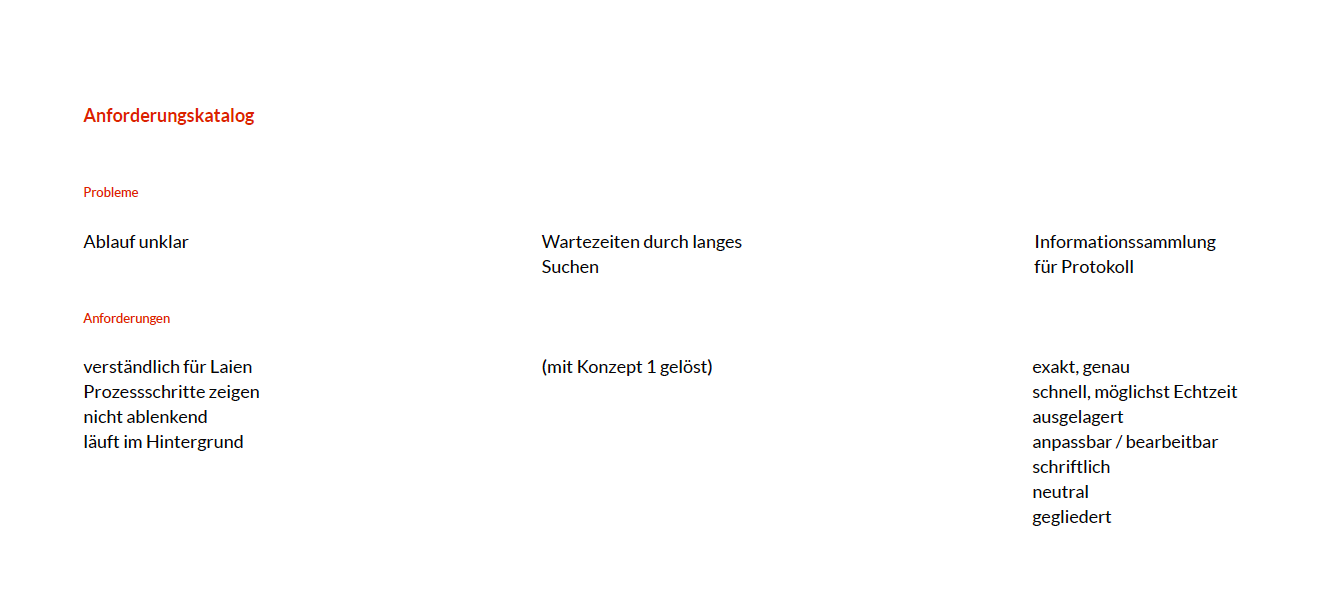 Anforderungskatalog
Probleme
Ablauf unklar
Wartezeiten durch langes
Suchen
Informationssammlung
für Protokoll
Anforderungen
verständlich für Laien
Prozessschritte zeigen
nicht ablenkend
läuft im Hintergrund
(mit Konzept 1 gelöst)
exakt, genau
schnell, möglichst Echtzeit
ausgelagert
anpassbar / bearbeitbar
schriftlich
neutral
gegliedert